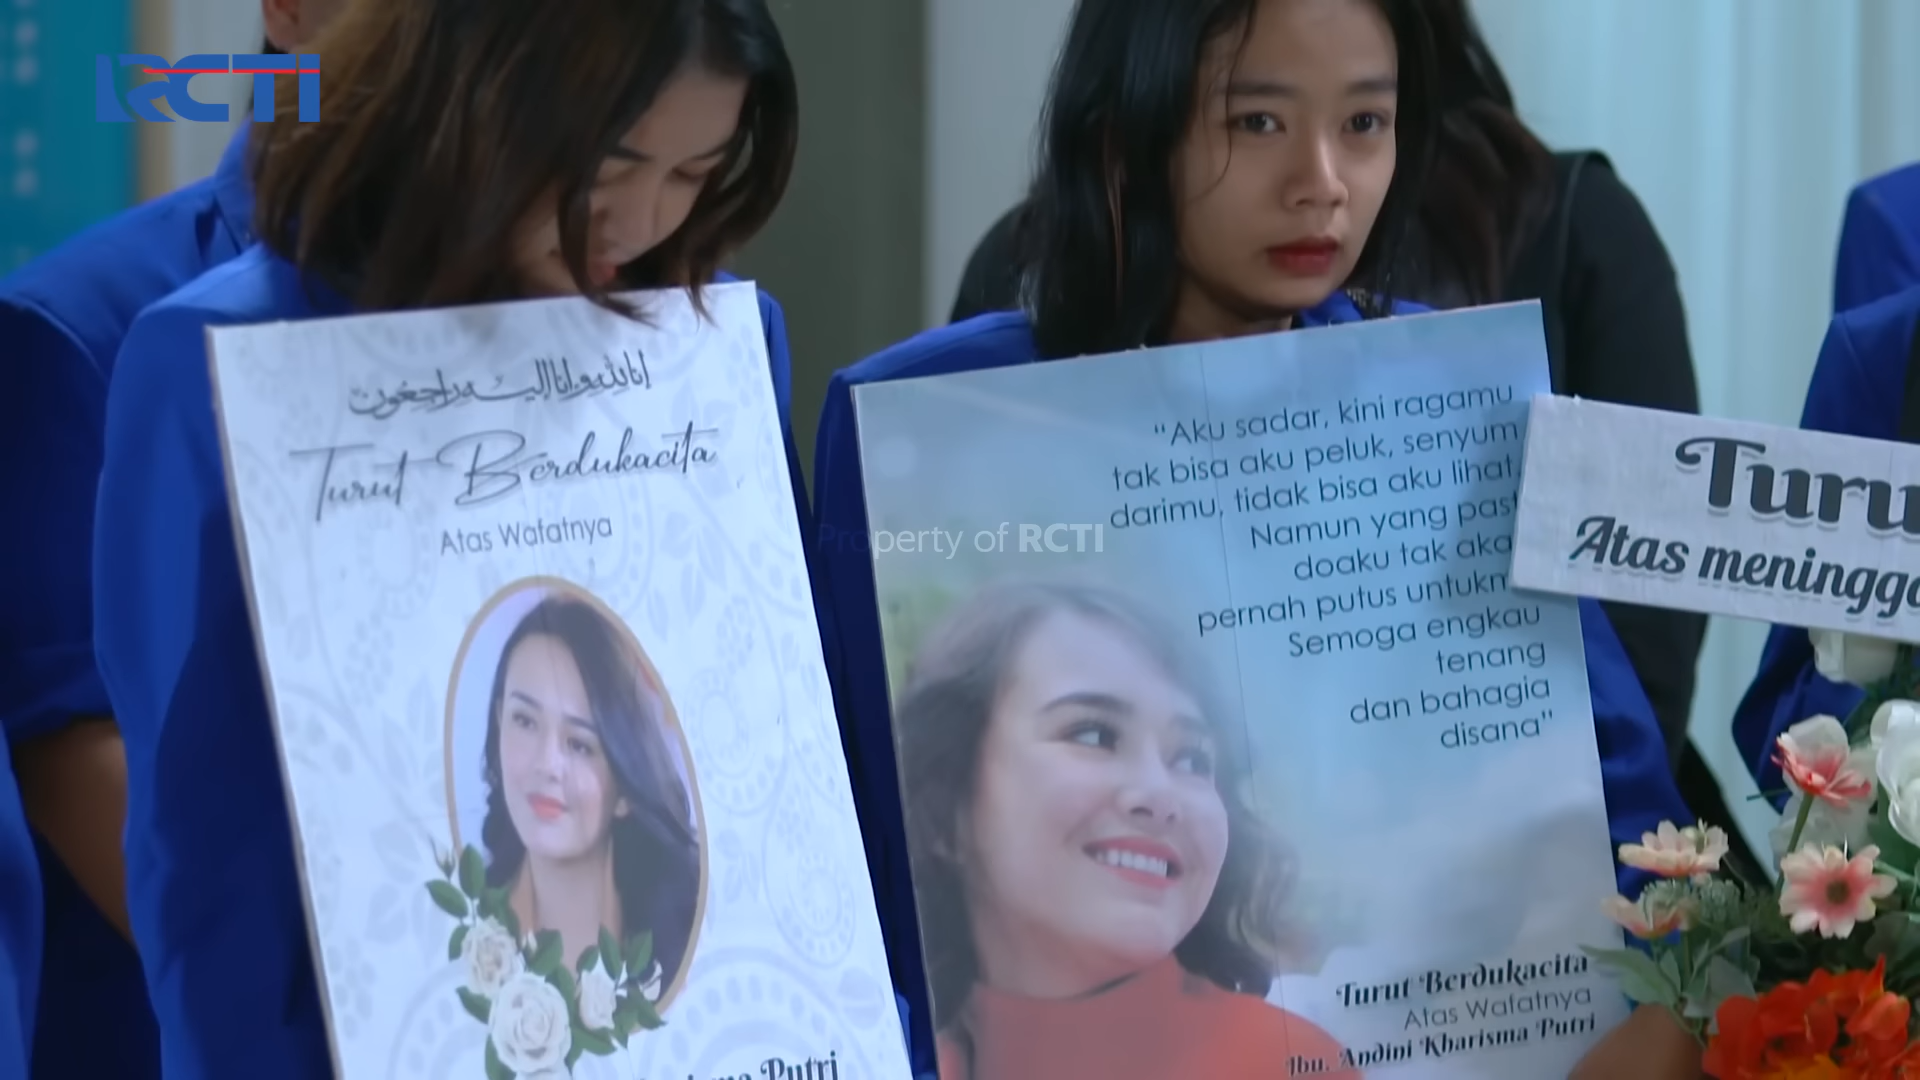 RCTI
إنا لله وإنا إليه راجعون
Turut Berdukacita
Atas Wafatnya
Putri
Property of RCTI
“Aku sadar, kini ragamu
tak bisa aku peluk, senyum
darimu, tidak bisa aku lihat.
Namun yang past
doaku tak aka
pernah putus untukm
Semoga engkau
tenang
dan bahagia
disana”
Turut Berdukacita
Atas Wafatnya
Ibu. Andini Kharisma Putri
Turu
Atas meningga